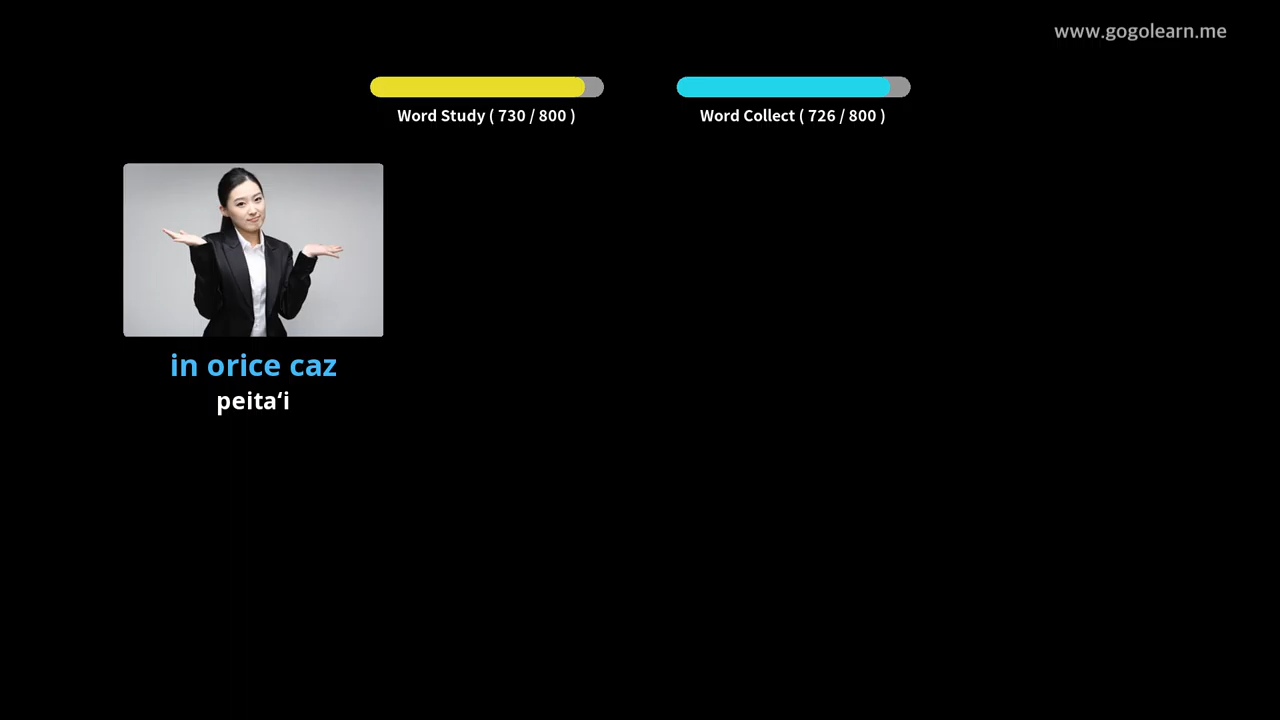 www.gogolearn.me
Word Study ( 730 / 800 )
Word Collect ( 726 / 800 )
in orice caz
peita‘i